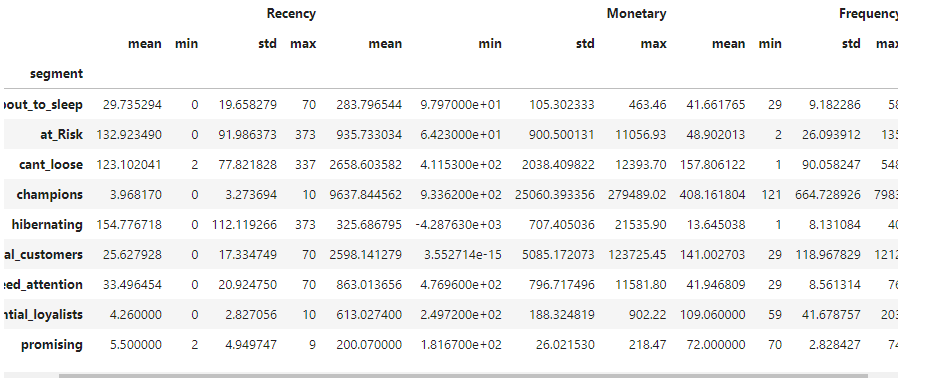 Recency Monetary Frequency
mean min std max mean min std max mean min std max
segment
bout_to_sleep 29.735294 0 19.658279 70 283.796544 9.797000e+01 105.302333 463.46 41.661765 29 9.182286 58
at_Risk 132.923490 0 91.986373 373 935.733034 6.423000e+01 900.500131 11056.93 48.902013 2 26.093912 135
cant_loose 123.102041 2 77.821828 337 2658.603582 4.115300e+02 2038.409822 12393.70 157.806122 1 90.058247 548
champions 3.968170 0 3.273694 10 9637.844562 9.336200e+02 25060.393356 279489.02 408.161804 121 664.728926 7983
hibernating 154.776718 0 112.119266 373 325.686795 -4.287630e+03 707.405036 21535.90 13.645038 1 8.131084 40
al_customers 25.627928 0 17.334749 70 2598.141279 3.552714e-15 5085.172073 123725.45 141.002703 29 118.967829 1212
eed_attention 33.496454 0 20.924750 70 863.013656 4.769600e+02 796.717496 11581.80 41.946809 29 8.561314 76
ntial_loyalists 4.260000 0 2.827056 10 613.027400 2.497200e+02 188.324819 902.22 109.060000 59 41.678757 203
promising 5.500000 2 4.949747 9 200.070000 1.816700e+02 26.021530 218.47 72.000000 70 2.828427 74